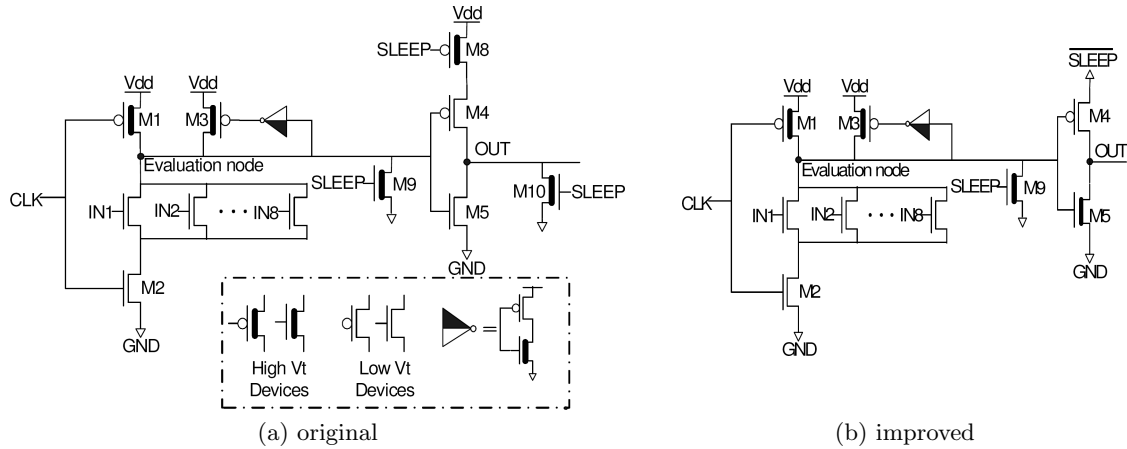 Vdd
SLEEP
M8
Vdd
Vdd
M1
M3
M4
OUT
Evaluation node
CLK
IN1
IN2
IN8
SLEEP
M9
M10
SLEEP
M5
M2
GND
GND
High Vt
Devices
Low Vt
Devices
=
(a) original
SLEEP
Vdd
Vdd
M1
M3
M4
OUT
Evaluation node
CLK
IN1
IN2
IN8
SLEEP
M9
M5
M2
GND
GND
(b) improved